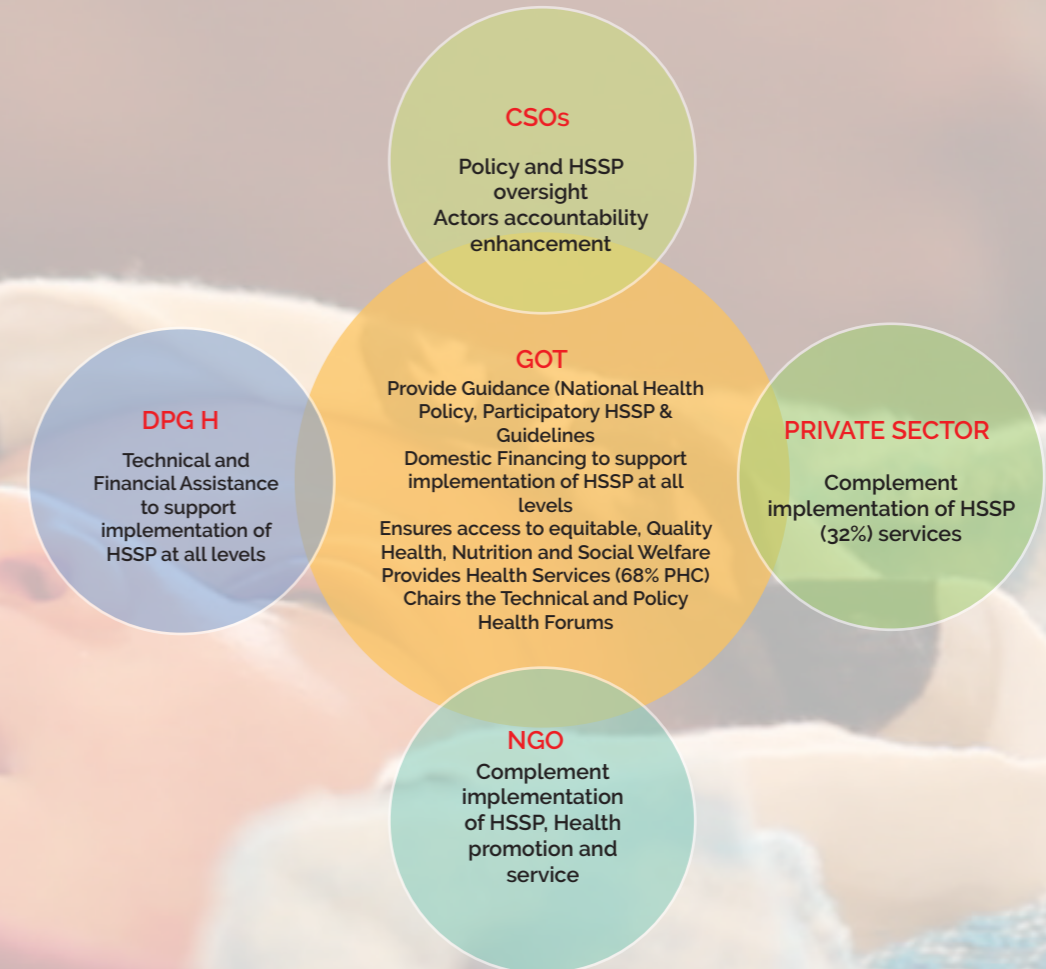 CSOs
Policy and HSSP
oversight
Actors accountability
enhancement
GOT
Provide Guidance (National Health
Policy, Participatory HSSP &
Guidelines
Domestic Financing to support
implementation of HSSP at all
levels
Ensures access to equitable, Quality
Health, Nutrition and Social Welfare
Provides Health Services (68% PHC)
Chairs the Technical and Policy
Health Forums
DPG H
Technical and
Financial Assistance
to support
implementation of
HSSP at all levels
PRIVATE SECTOR
Complement
implementation of HSSP
(32%) services
NGO
Complement
implementation
of HSSP, Health
promotion and
service